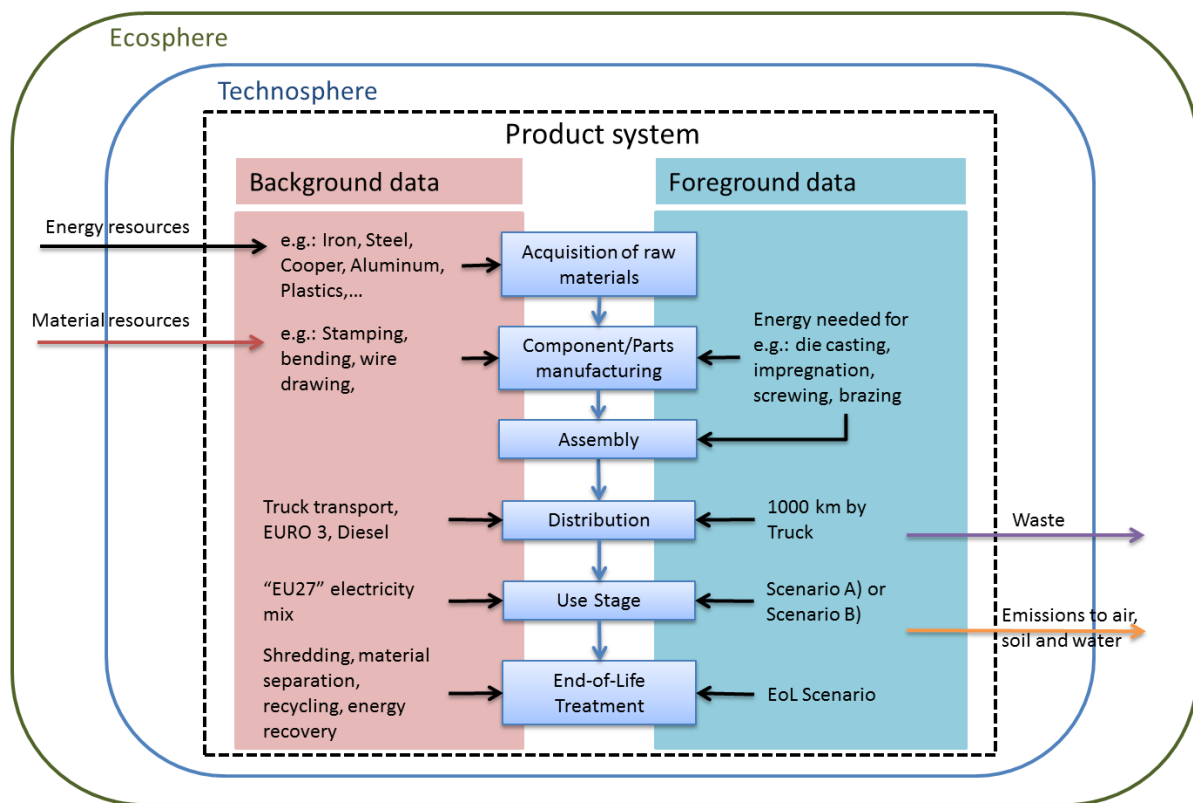 Ecosphere
Technosphere
Product system
Background data
Foreground data
Energy resources
e.g.: Iron, Steel,
Cooper, Aluminum,
Plastics,...
Acquisition of raw
materials
Material resources
e.g.: Stamping,
bending, wire
drawing,
Component/Parts
manufacturing
Energy needed for
e.g.: die casting,
impregnation,
screwing, brazing
Assembly
Truck transport,
EURO 3, Diesel
Distribution
1000 km by
Truck
Waste
“EU27” electricity
mix
Use Stage
Scenario A) or
Scenario B)
Emissions to air,
soil and water
Shredding, material
separation,
recycling, energy
recovery
End-of-Life
Treatment
EoL Scenario